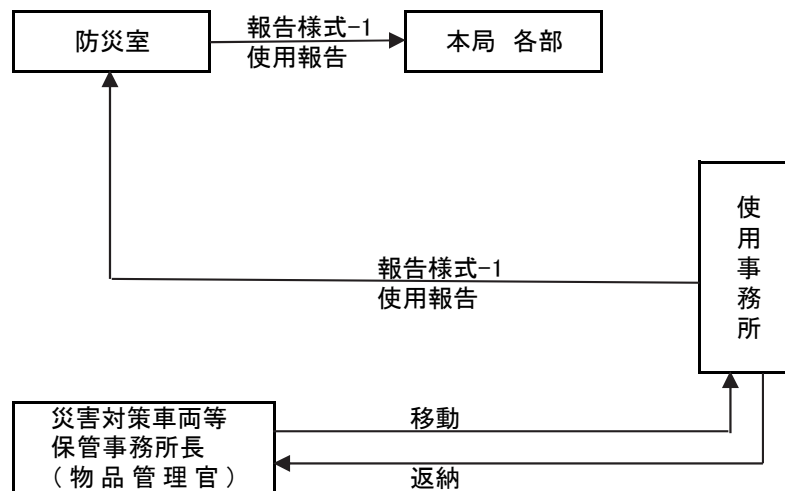 防災室
報告様式-1
使用報告
本局 各部
使用事務所
報告様式-1
使用報告
災害対策車両等
保管事務所長
(物品管理官)
移動
返納